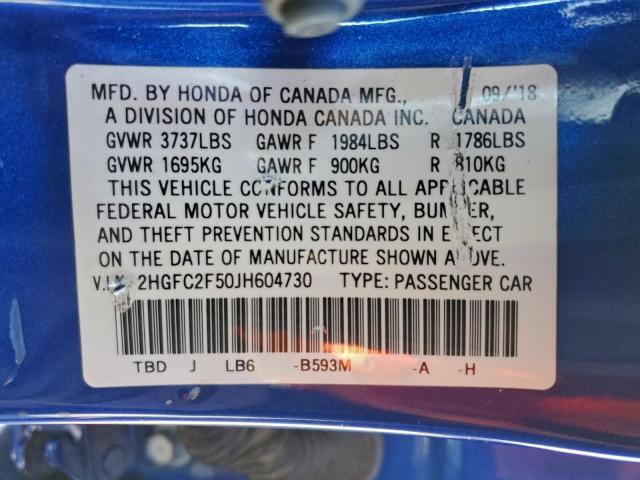 MFD. BY HONDA OF CANADA MFG., 09/'18
A DIVISION OF HONDA CANADA INC. CANADA
GVWR 3737LBS GAWR F 1984LBS R 1786LBS
GVWR 1695KG GAWR F 900KG R 810KG
THIS VEHICLE CONFORMS TO ALL APPLICABLE
FEDERAL MOTOR VEHICLE SAFETY, BUMPER,
AND THEFT PREVENTION STANDARDS IN EFFECT
ON THE DATE OF MANUFACTURE SHOWN ABOVE.
V.I.N. 2HGFC2F50JH604730 TYPE: PASSENGER CAR
TBD J LB6 -B593M -A -H